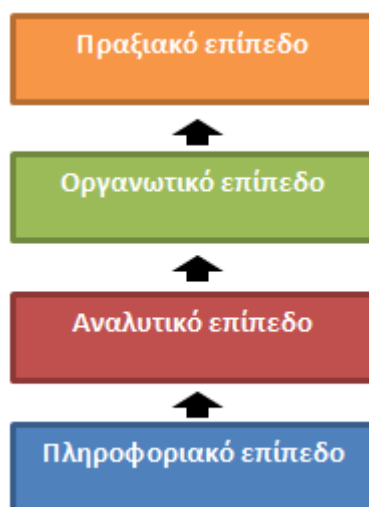 Πραξιακό επίπεδο
Οργανωτικό επίπεδο
Αναλυτικό επίπεδο
Πληροφοριακό επίπεδο